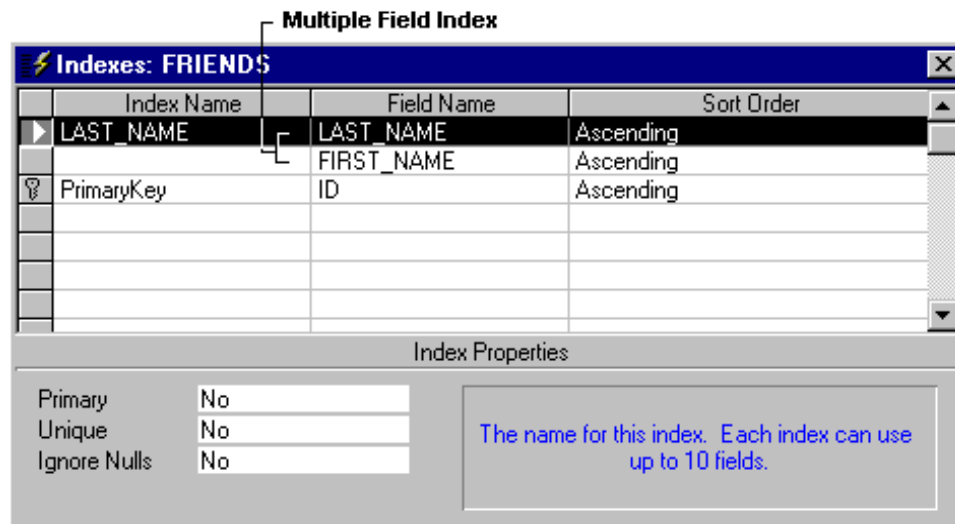 Multiple Field Index
Indexes: FRIENDS
Index Name Field Name Sort Order
LAST_NAME LAST_NAME Ascending
FIRST_NAME Ascending
PrimaryKey ID Ascending
Index Properties
Primary No
Unique No
Ignore Nulls No
The name for this index. Each index can use
up to 10 fields.